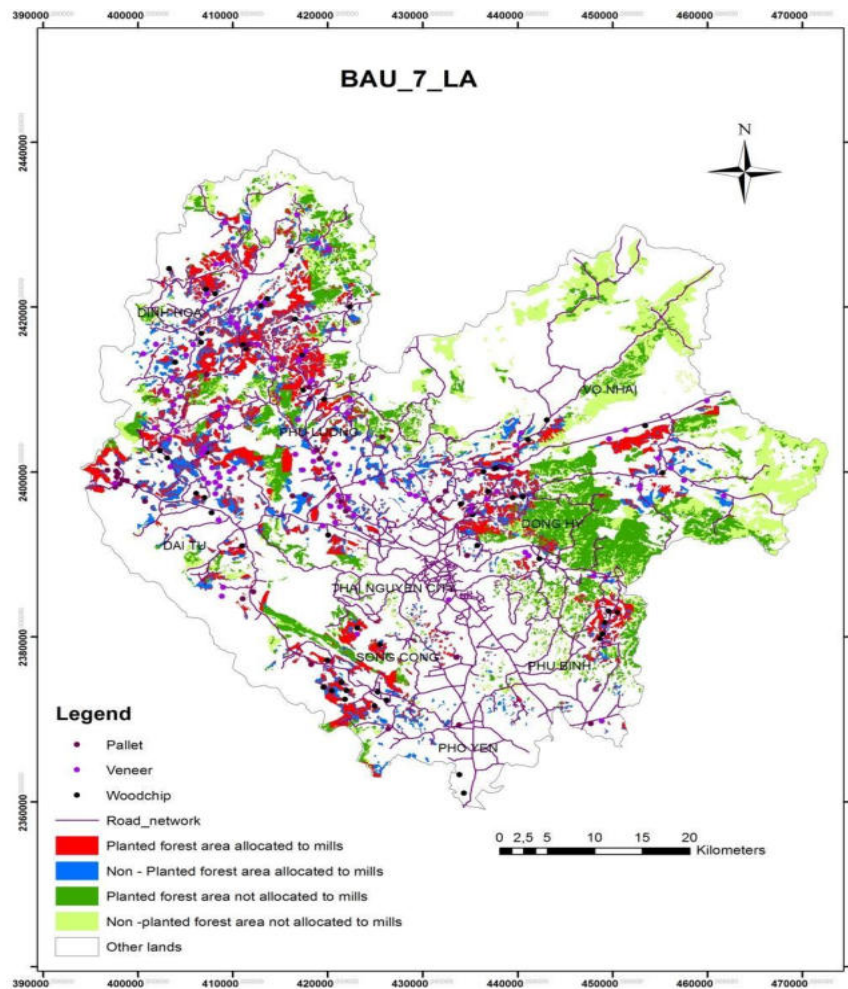 390000 400000 410000 420000 430000 440000 450000 460000 470000
BAU_7_LA
N
2440000
2420000
2400000
2380000
2360000
DINH HOA
VO NHAI
PHU LUONG
DONG HY
DAI TU
THAI NGUYEN CITY
SONG CONG
PHU BINH
PHO YEN
Legend
Pallet
Veneer
Woodchip
Road_network
Planted forest area allocated to mills
Non - Planted forest area allocated to mills
Planted forest area not allocated to mills
Non -planted forest area not allocated to mills
Other lands
0 2,5 5 10 15 20
Kilometers
390000 400000 410000 420000 430000 440000 450000 460000 470000